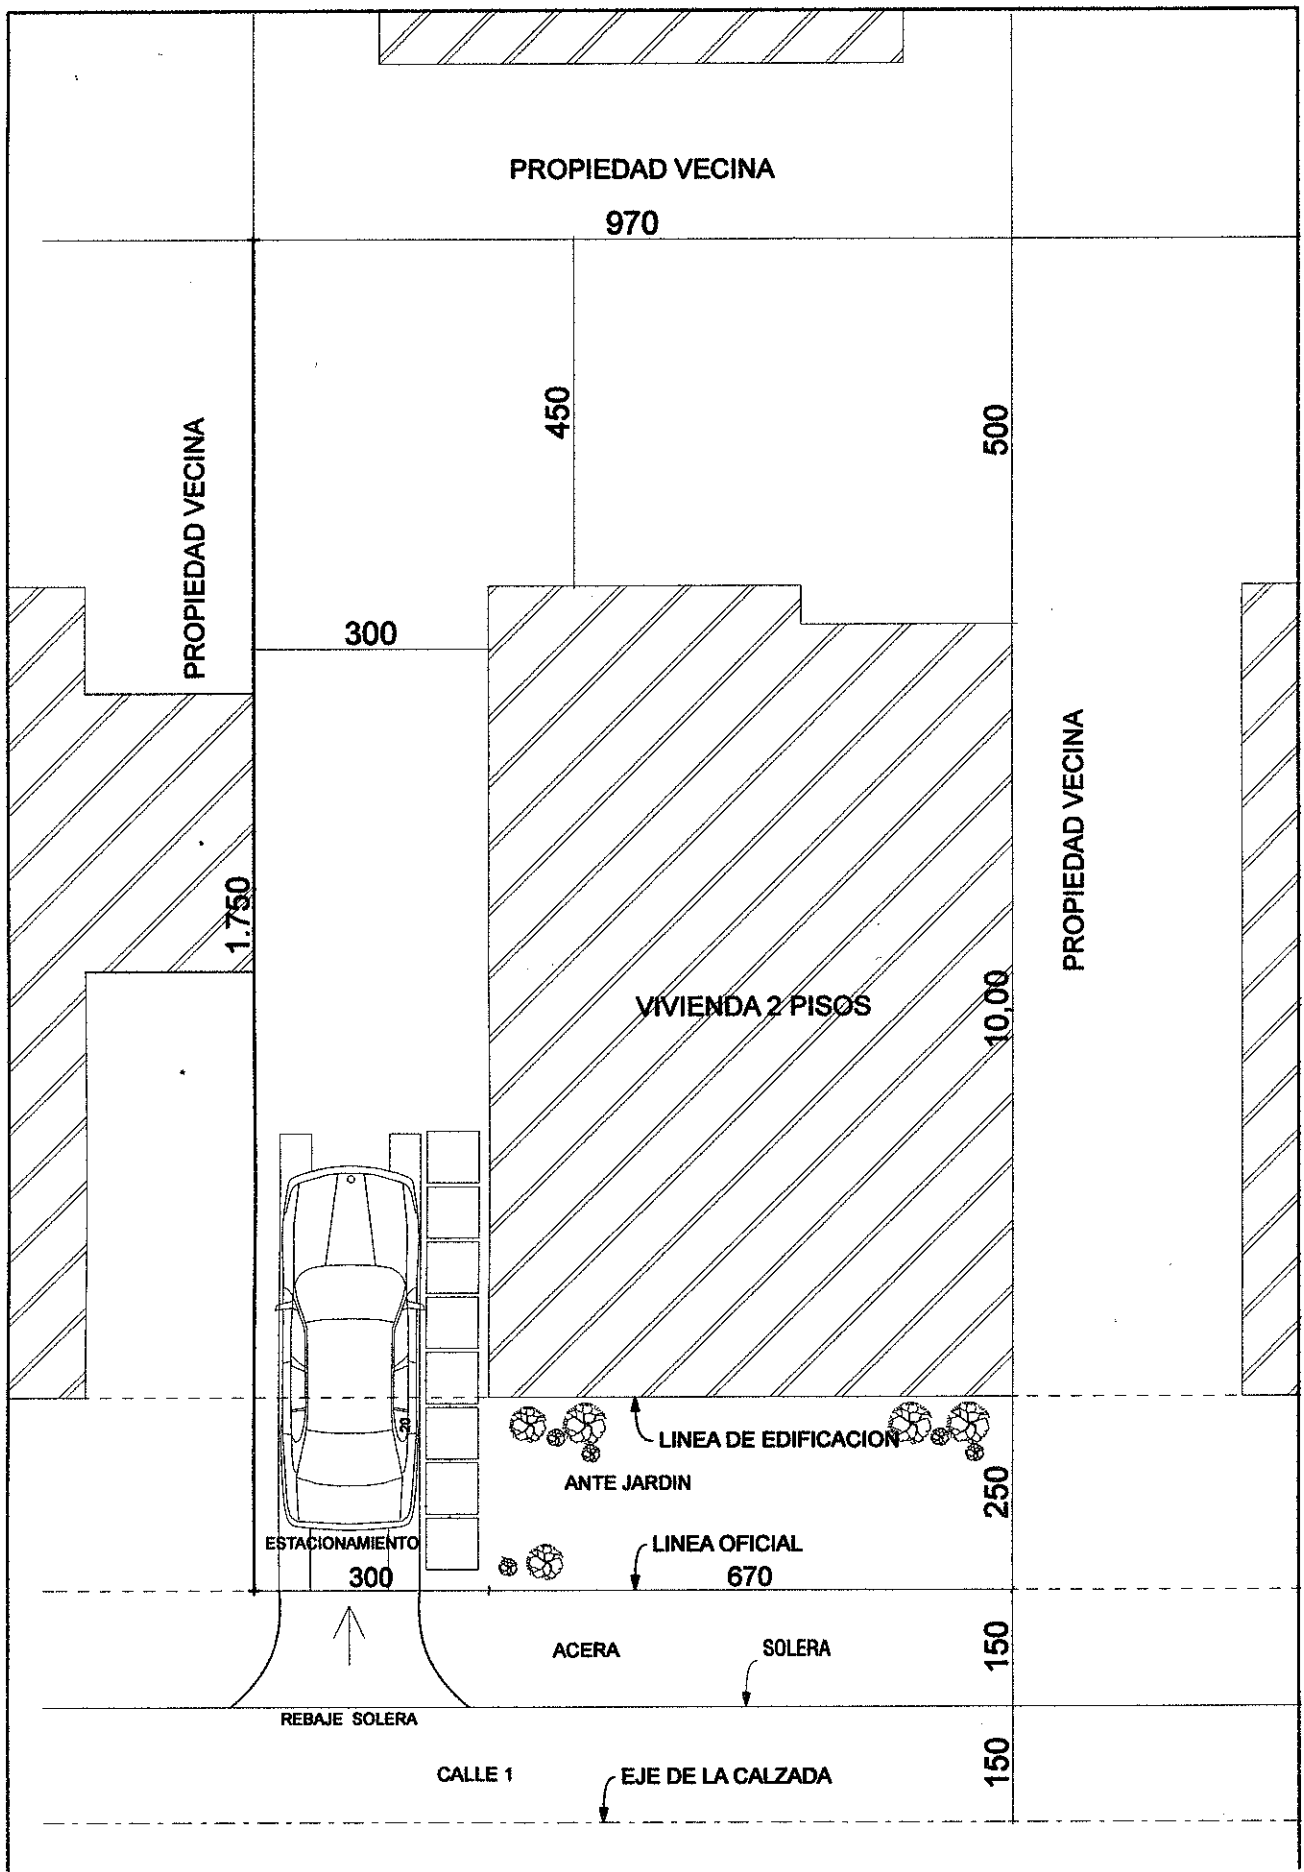 PROPIEDAD VECINA
970
450
500
PROPIEDAD VECINA
300
PROPIEDAD VECINA
1.750
VIVIENDA 2 PISOS
10,00
LINEA DE EDIFICACION
.20
ANTE JARDIN
250
ESTACIONAMIENTO
LINEA OFICIAL
300
670
ACERA
SOLERA
150
REBAJE SOLERA
CALLE 1
EJE DE LA CALZADA
150